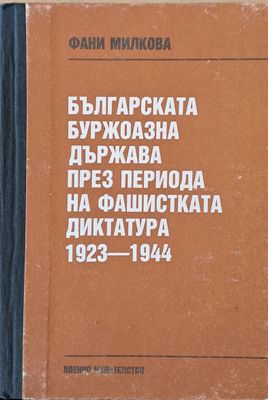 ФАНИ МИЛКОВА
БЪЛГАРСКАТА
БУРЖОАЗНА
ДЪРЖАВА
ПРЕЗ ПЕРИОДА
НА ФАШИСТКАТА
ДИКТАТУРА
1923—1944
ВОЕННО ИЗДАТЕЛСТВО